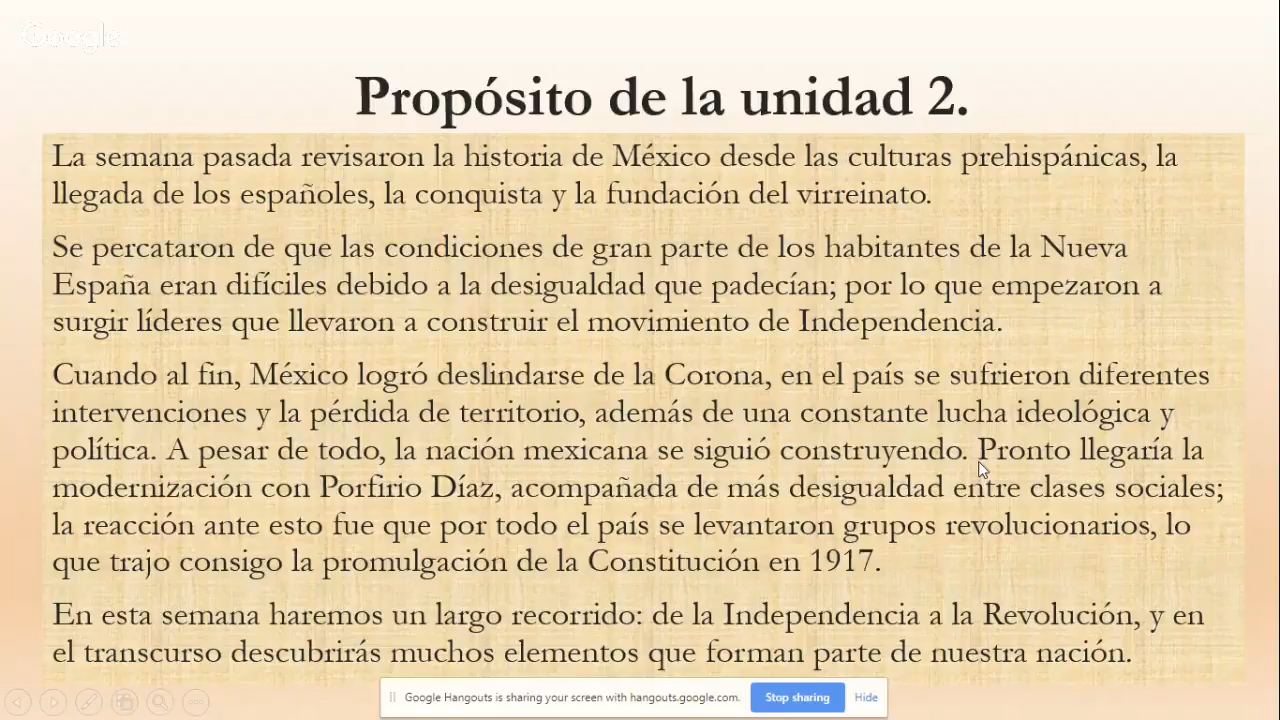 Google
Propósito de la unidad 2.
La semana pasada revisaron la historia de México desde las culturas prehispánicas, la
llegada de los españoles, la conquista y la fundación del virreinato.
Se percataron de que las condiciones de gran parte de los habitantes de la Nueva
España eran difíciles debido a la desigualdad que padecían; por lo que empezaron a
surgir líderes que llevaron a construir el movimiento de Independencia.
Cuando al fin, México logró deslindarse de la Corona, en el país se sufrieron diferentes
intervenciones y la pérdida de territorio, además de una constante lucha ideológica y
política. A pesar de todo, la nación mexicana se siguió construyendo. Pronto llegaría la
modernización con Porfirio Díaz, acompañada de más desigualdad entre clases sociales;
la reacción ante esto fue que por todo el país se levantaron grupos revolucionarios, lo
que trajo consigo la promulgación de la Constitución en 1917.
En esta semana haremos un largo recorrido: de la Independencia a la Revolución, y en
el transcurso descubrirás muchos elementos que forman parte de nuestra nación.
Google Hangouts is sharing your screen with hangouts.google.com. Stop sharing Hide